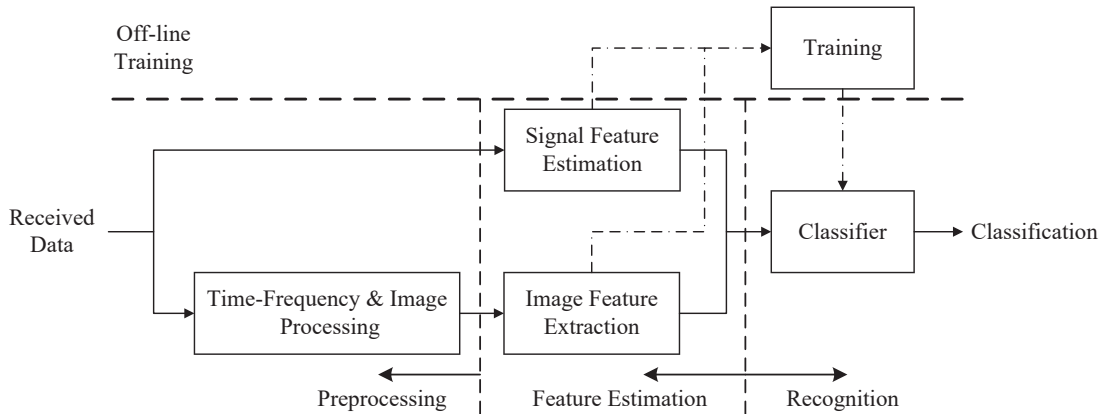 Off-line
Training
Training
Signal Feature
Estimation
Received
Data
Classifier
Classification
Time-Frequency & Image
Processing
Image Feature
Extraction
Preprocessing
Feature Estimation
Recognition